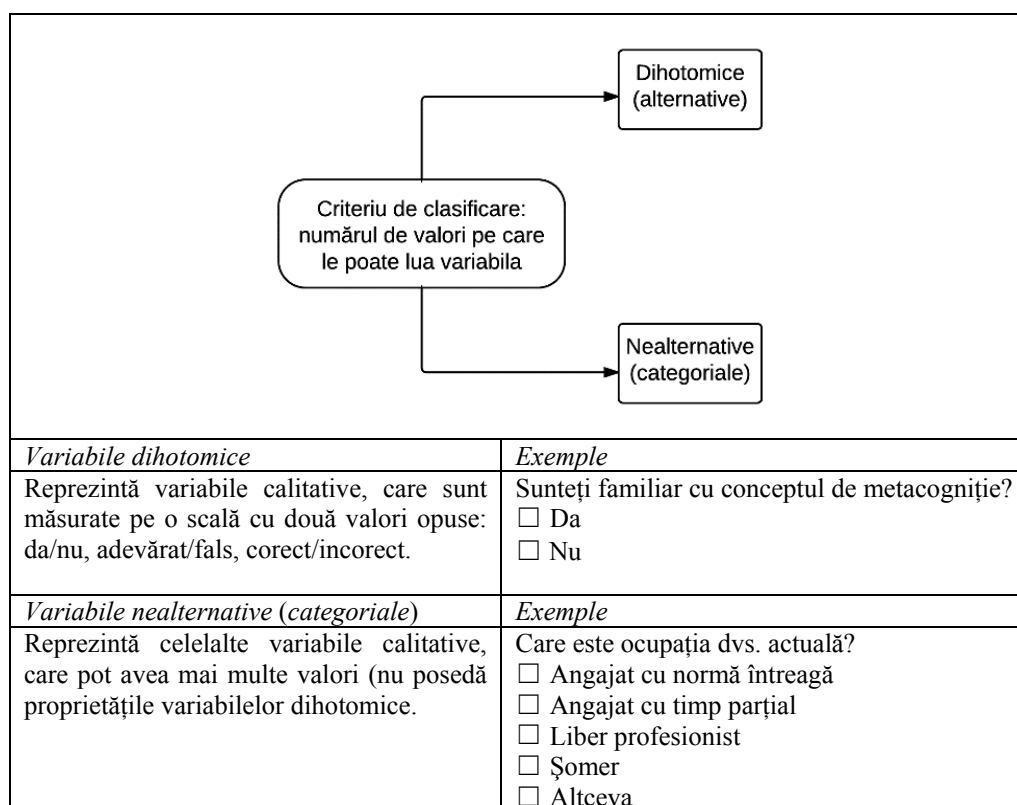 Dihotomice
(alternative)
Criteriu de clasificare:
numărul de valori pe care
le poate lua variabila
Nealternative
(categoriale)
Variabile dihotomice
Exemple
Reprezintă variabile calitative, care sunt
măsurate pe o scală cu două valori opuse:
da/nu, adevărat/fals, corect/incorect.
Sunteți familiar cu conceptul de metacogniție?
☐ Da
☐ Nu
Variabile nealternative (categoriale)
Exemple
Reprezintă celelalte variabile calitative,
care pot avea mai multe valori (nu posedă
proprietățile variabilelor dihotomice.
Care este ocupația dvs. actuală?
☐ Angajat cu normă întreagă
☐ Angajat cu timp parțial
☐ Liber profesionist
☐ Şomer
☐ Altceva